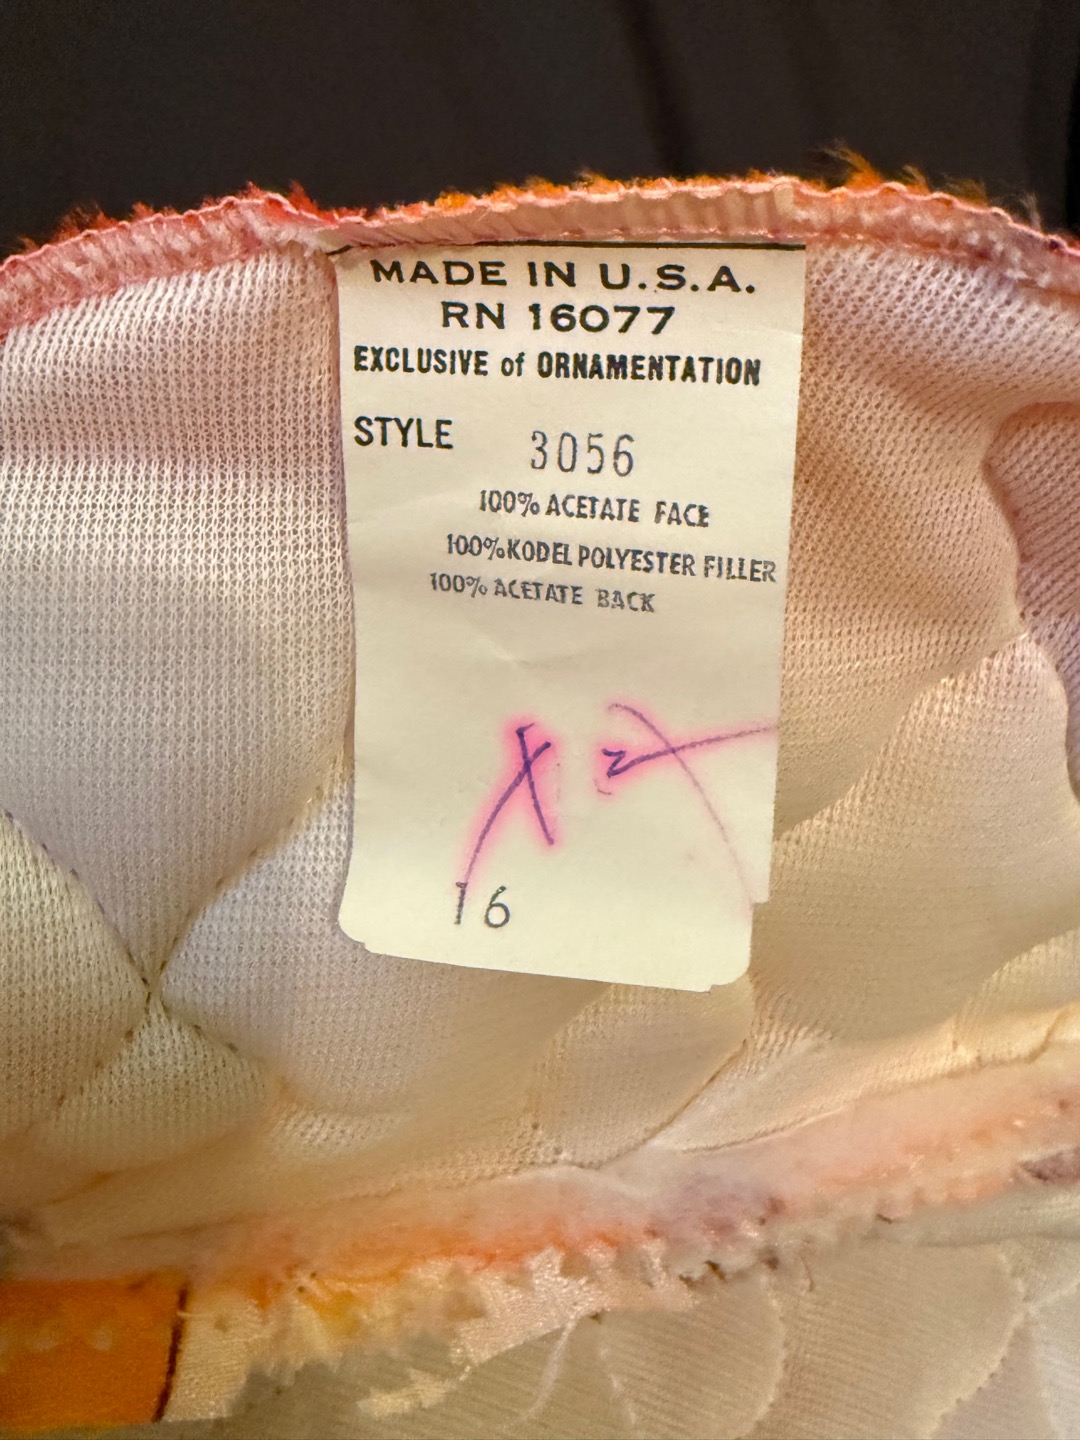 MADE IN U.S.A.
RN 16077
EXCLUSIVE of ORNAMENTATION
STYLE 3056
100% ACETATE FACE
100% KODEL POLYESTER FILLER
100% ACETATE BACK
16